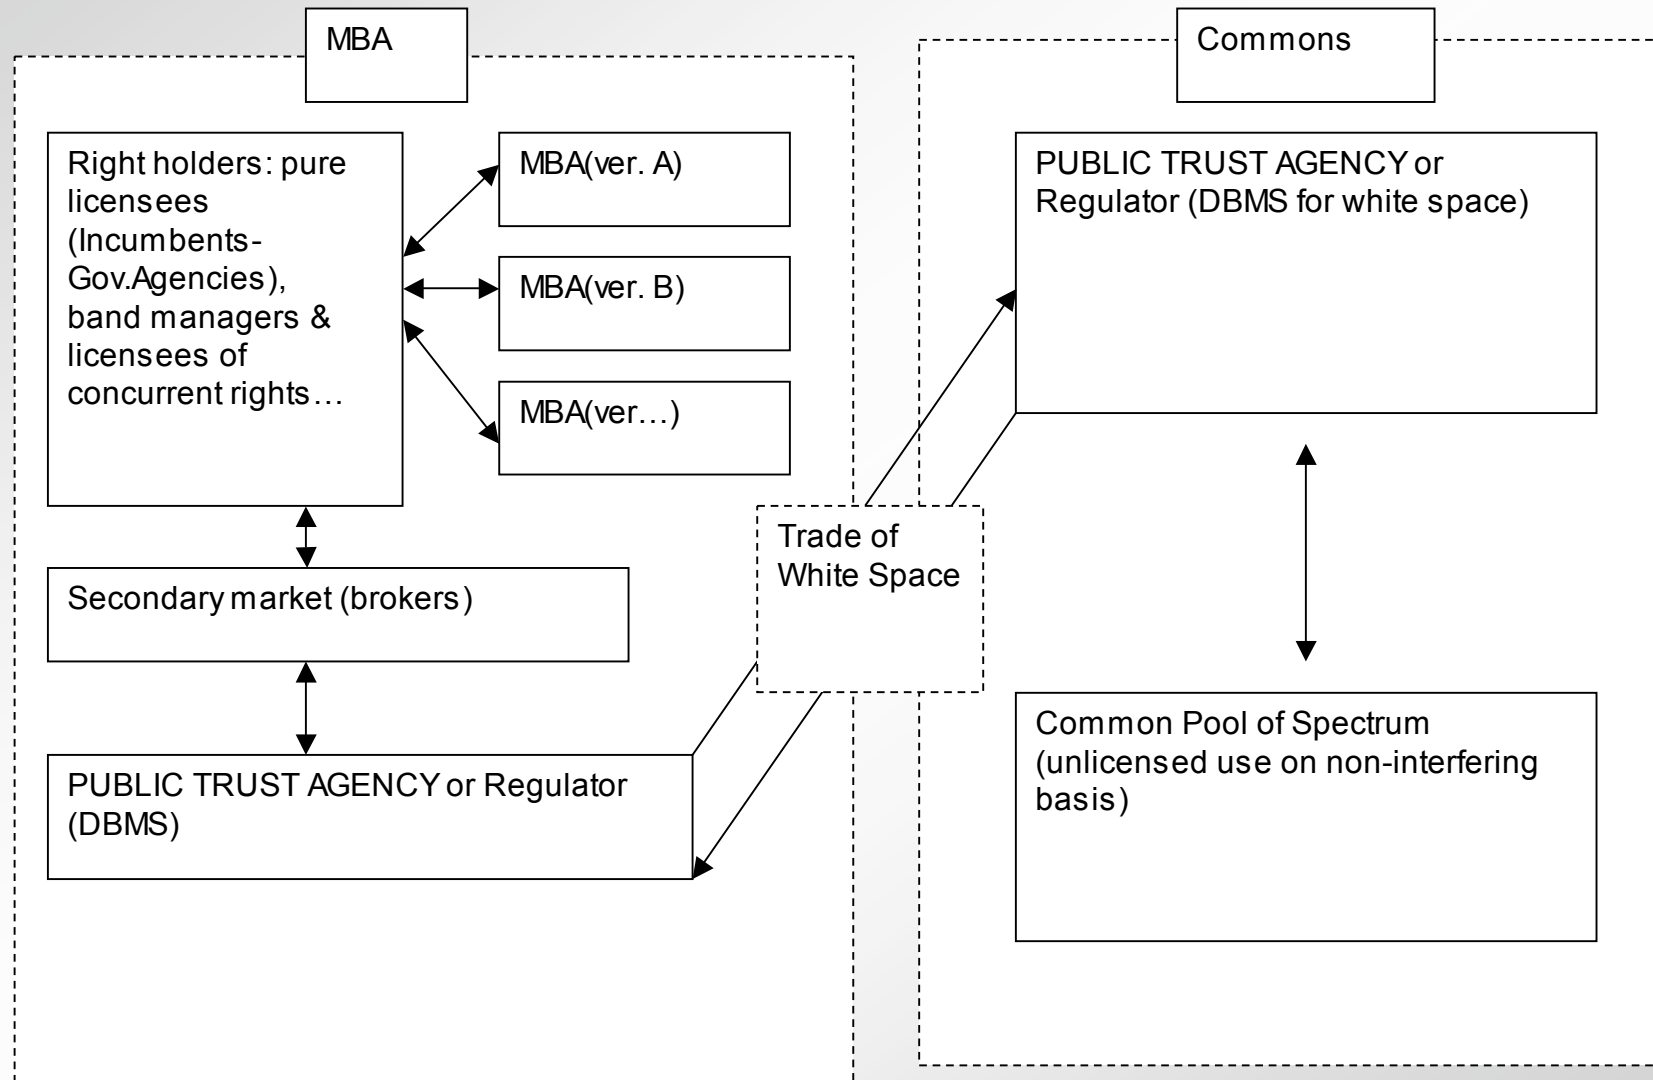 MBA
Right holders: pure
licensees
(Incumbents-
Gov.Agencies),
band managers &
licensees of
concurrent rights…
MBA(ver. A)
MBA(ver. B)
MBA(ver…)
Secondary market (brokers)
PUBLIC TRUST AGENCY or Regulator
(DBMS)
Trade of
White Space
Commons
PUBLIC TRUST AGENCY or
Regulator (DBMS for white space)
Common Pool of Spectrum
(unlicensed use on non-interfering
basis)